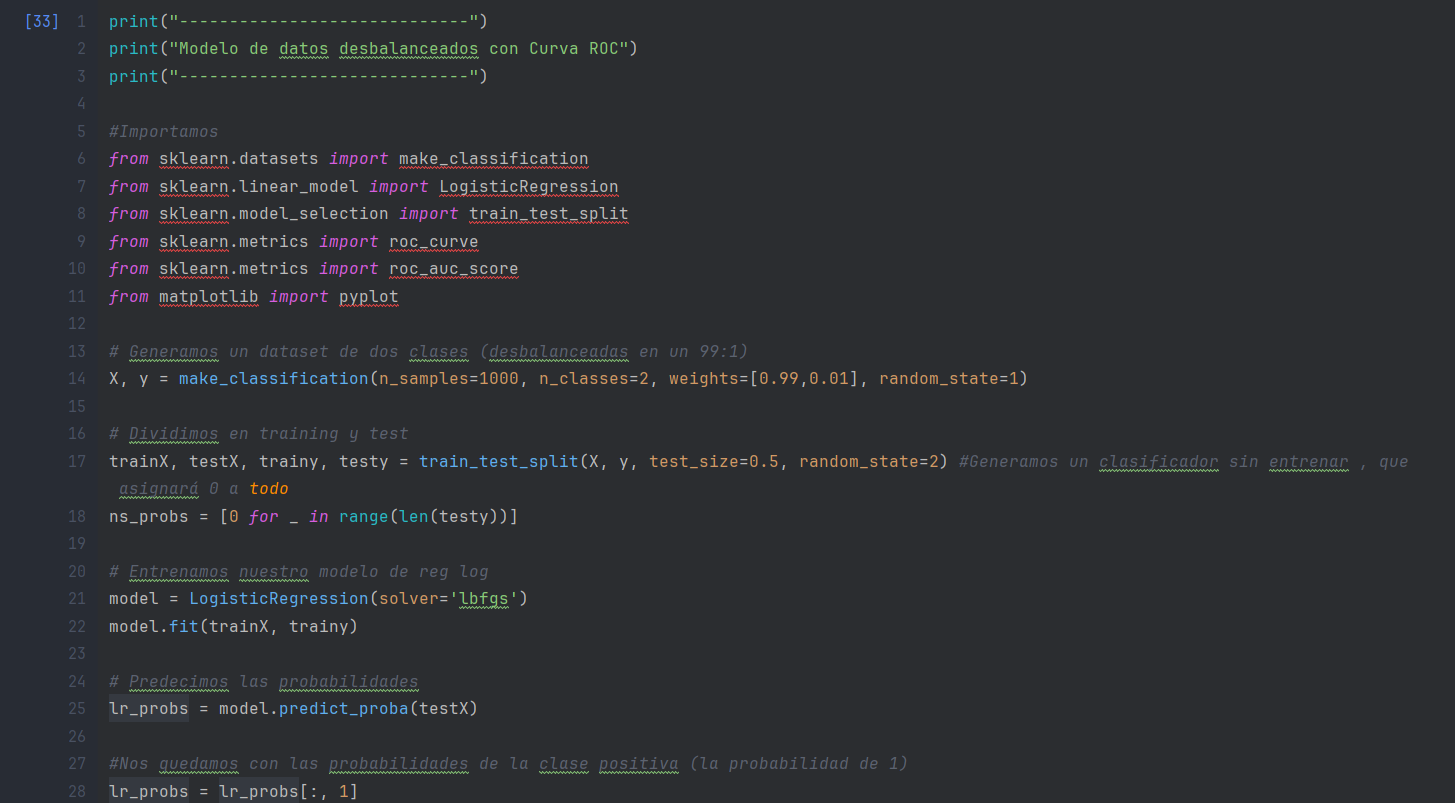 [33] 1 print("-----------------------------")
2 print("Modelo de datos desbalanceados con Curva ROC")
3 print("-----------------------------")
4
5 #Importamos
6 from sklearn.datasets import make_classification
7 from sklearn.linear_model import LogisticRegression
8 from sklearn.model_selection import train_test_split
9 from sklearn.metrics import roc_curve
10 from sklearn.metrics import roc_auc_score
11 from matplotlib import pyplot
12
13 # Generamos un dataset de dos clases (desbalanceadas en un 99:1)
14 X, y = make_classification(n_samples=1000, n_classes=2, weights=[0.99,0.01], random_state=1)
15
16 # Dividimos en training y test
17 trainX, testX, trainy, testy = train_test_split(X, y, test_size=0.5, random_state=2) #Generamos un clasificador sin entrenar , que
asignará 0 a todo
18 ns_probs = [0 for _ in range(len(testy))]
19
20 # Entrenamos nuestro modelo de reg log
21 model = LogisticRegression(solver='lbfgs')
22 model.fit(trainX, trainy)
23
24 # Predecimos las probabilidades
25 lr_probs = model.predict_proba(testX)
26
27 #Nos quedamos con las probabilidades de la clase positiva (la probabilidad de 1)
28 lr_probs = lr_probs[:, 1]